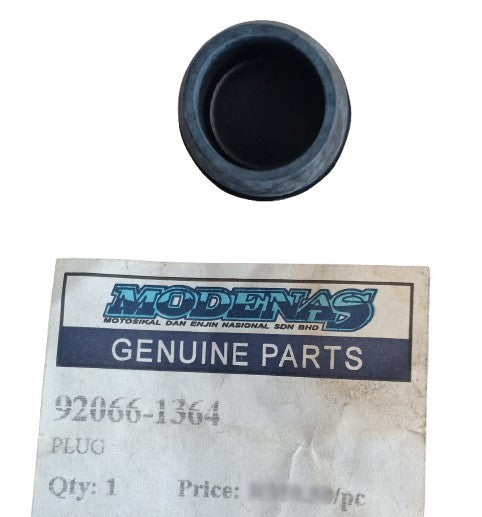 MODENAS
MOTOSIKAL DAN ENJIN NASIONAL SDN BHD
GENUINE PARTS
92066-1364
PLUG
Qty: 1 Price: /pc